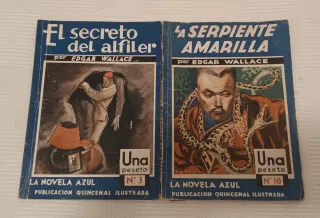 El secreto
del alfiler
por EDGAR WALLACE
Una
peseta
Nº 3
LA NOVELA AZUL
PUBLICACION QUINCENAL ILUSTRADA
LA SERPIENTE
AMARILLA
por EDGAR WALLACE
Una
peseta
Nº 10
LA NOVELA AZUL
PUBLICACION QUINCENAL ILUSTRADA